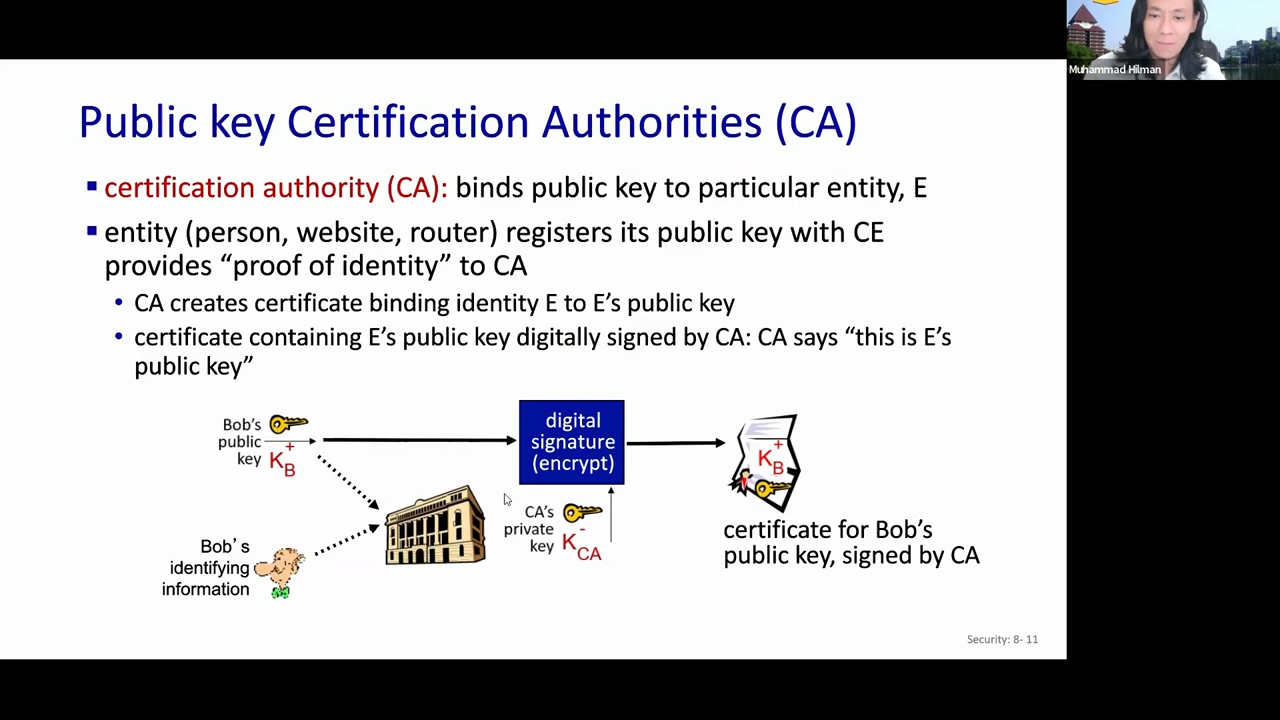 Muhammad Hilman
Public key Certification Authorities (CA)
certification authority (CA): binds public key to particular entity, E
entity (person, website, router) registers its public key with CE
provides “proof of identity” to CA
CA creates certificate binding identity E to E’s public key
certificate containing E’s public key digitally signed by CA: CA says “this is E’s
public key”
Bob’s
public
key
K
+
B
digital
signature
(encrypt)
K
+
B
CA’s
private
key
K
-
CA
Bob’s
identifying
information
certificate for Bob’s
public key, signed by CA
Security: 8- 11